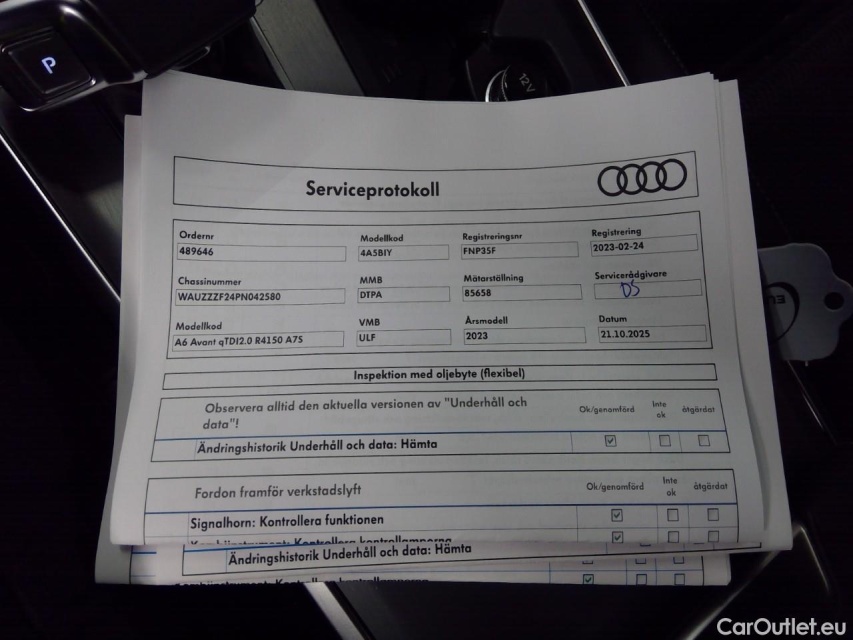 P
12V
Serviceprotokoll
Ordernr
489646
Modellkod
4A5BIY
Registreringsnr
FNP35F
Registrering
2023-02-24
Chassinummer
WAUZZZF24PN042580
MMB
DTPA
Mätarställning
85658
Servicerådgivare
DS
Modellkod
A6 Avant qTDI2.0 R4150 A7S
VMB
ULF
Årsmodell
2023
Datum
21.10.2025
Inspektion med oljebyte (flexibel)
Observera alltid den aktuella versionen av "Underhåll och
data"!
Ok/genomförd
Inte
ok
åtgärdat
Ändringshistorik Underhåll och data: Hämta
Fordon framför verkstadslyft
Ok/genomförd
Inte
ok
åtgärdat
Signalhorn: Kontrollera funktionen
Ändringshistorik Underhåll och data: Hämta
CarOutlet.eu